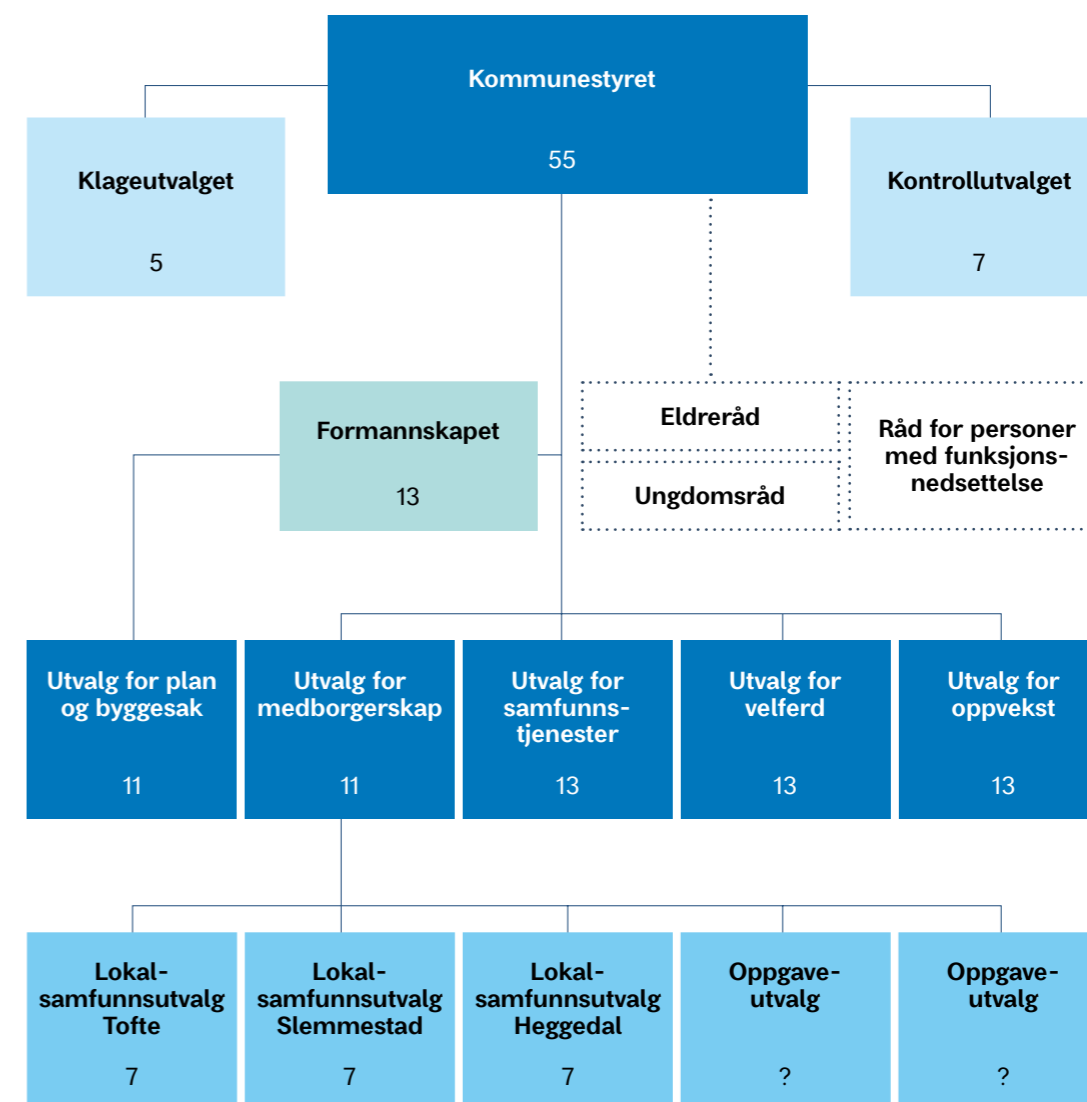 Kommunestyret
55
Klageutvalget
5
Kontrollutvalget
7
Formannskapet
13
Eldreråd
Ungdomsråd
Råd for personer
med funksjons-
nedsettelse
Utvalg for plan
og byggesak
11
Utvalg for
medborgerskap
11
Utvalg for
samfunns-
tjenester
13
Utvalg for
velferd
13
Utvalg for
oppvekst
13
Lokal-
samfunnsutvalg
Tofte
7
Lokal-
samfunnsutvalg
Slemmestad
7
Lokal-
samfunnsutvalg
Heggedal
7
Oppgave-
utvalg
?
Oppgave-
utvalg
?